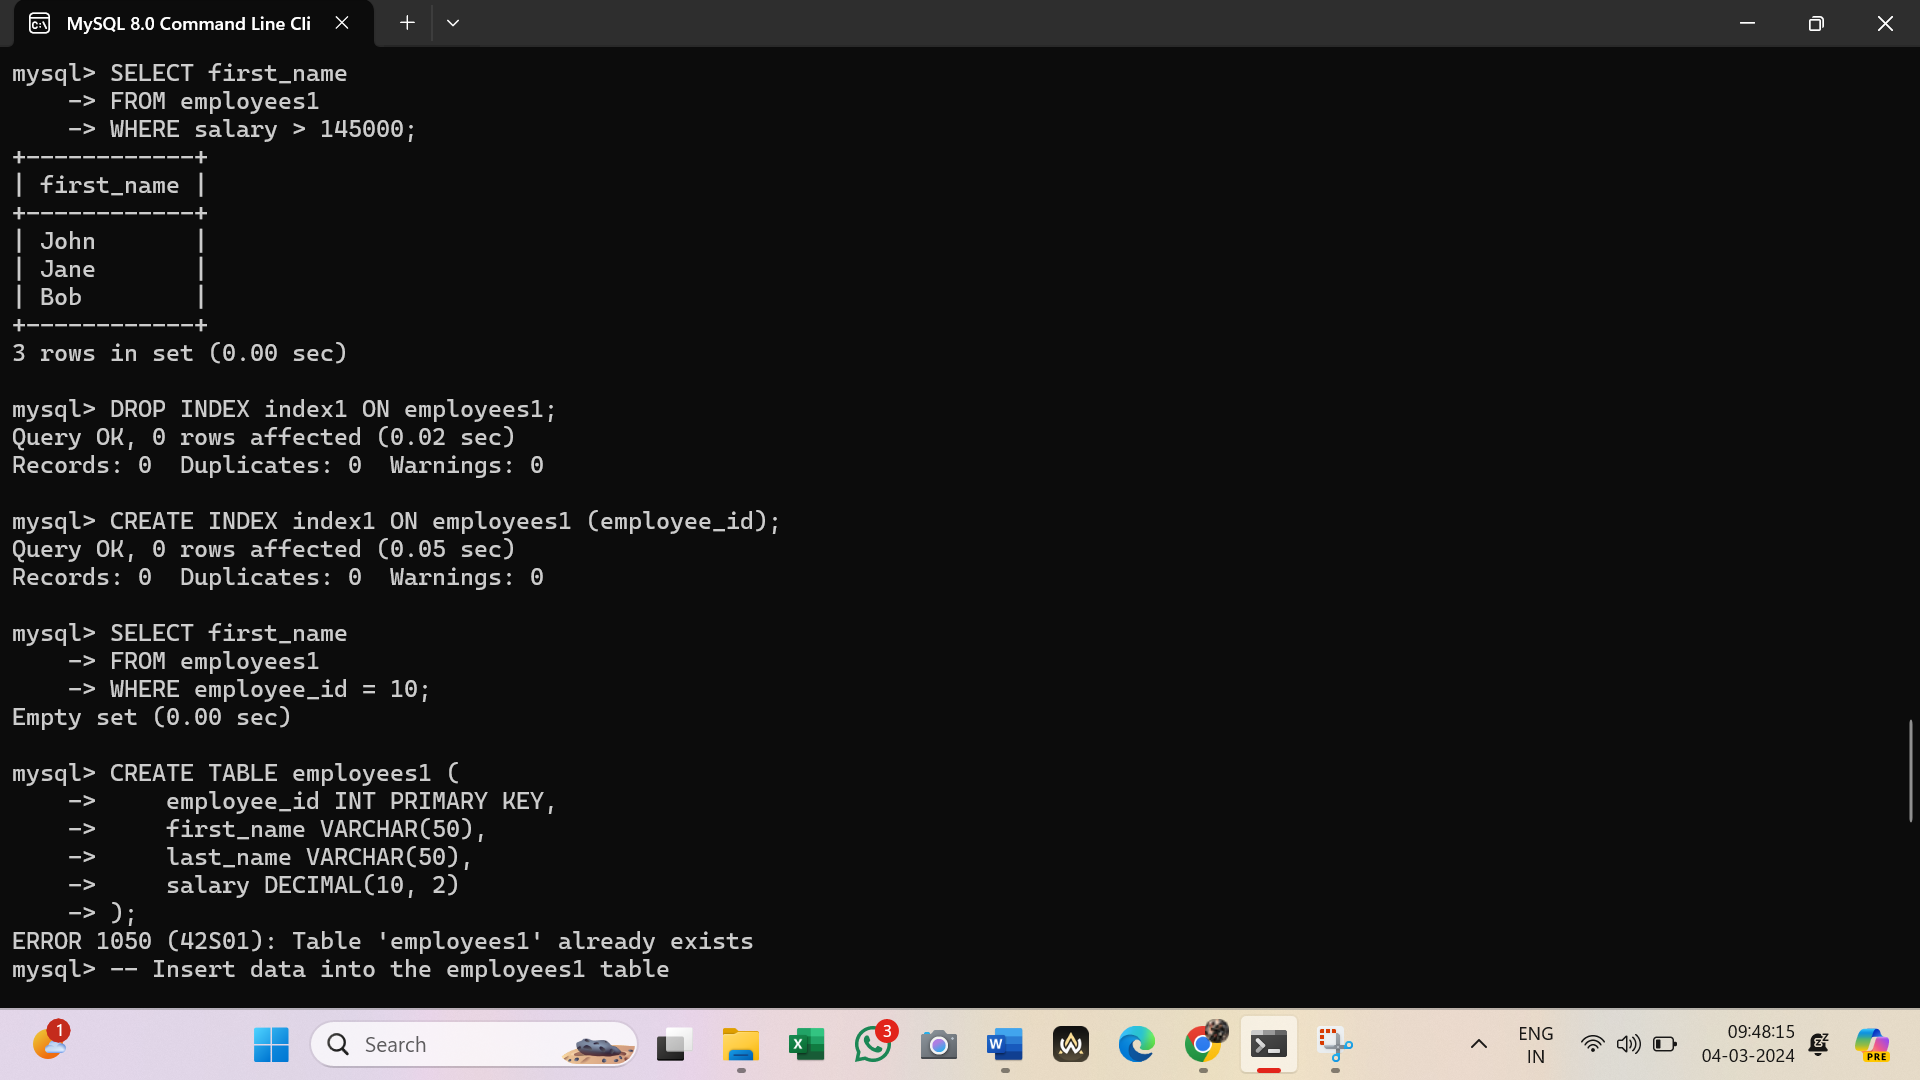 MySQL 8.0 Command Line Cli
mysql> SELECT first_name
    -> FROM employees1
    -> WHERE salary > 145000;
+------------+
| first_name |
+------------+
| John       |
| Jane       |
| Bob        |
+------------+
3 rows in set (0.00 sec)
mysql> DROP INDEX index1 ON employees1;
Query OK, 0 rows affected (0.02 sec)
Records: 0  Duplicates: 0  Warnings: 0
mysql> CREATE INDEX index1 ON employees1 (employee_id);
Query OK, 0 rows affected (0.05 sec)
Records: 0  Duplicates: 0  Warnings: 0
mysql> SELECT first_name
    -> FROM employees1
    -> WHERE employee_id = 10;
Empty set (0.00 sec)
mysql> CREATE TABLE employees1 (
    ->     employee_id INT PRIMARY KEY,
    ->     first_name VARCHAR(50),
    ->     last_name VARCHAR(50),
    ->     salary DECIMAL(10, 2)
    -> );
ERROR 1050 (42S01): Table 'employees1' already exists
mysql> -- Insert data into the employees1 table
1
Search
3
ENG
IN
09:48:15
04-03-2024
PRE